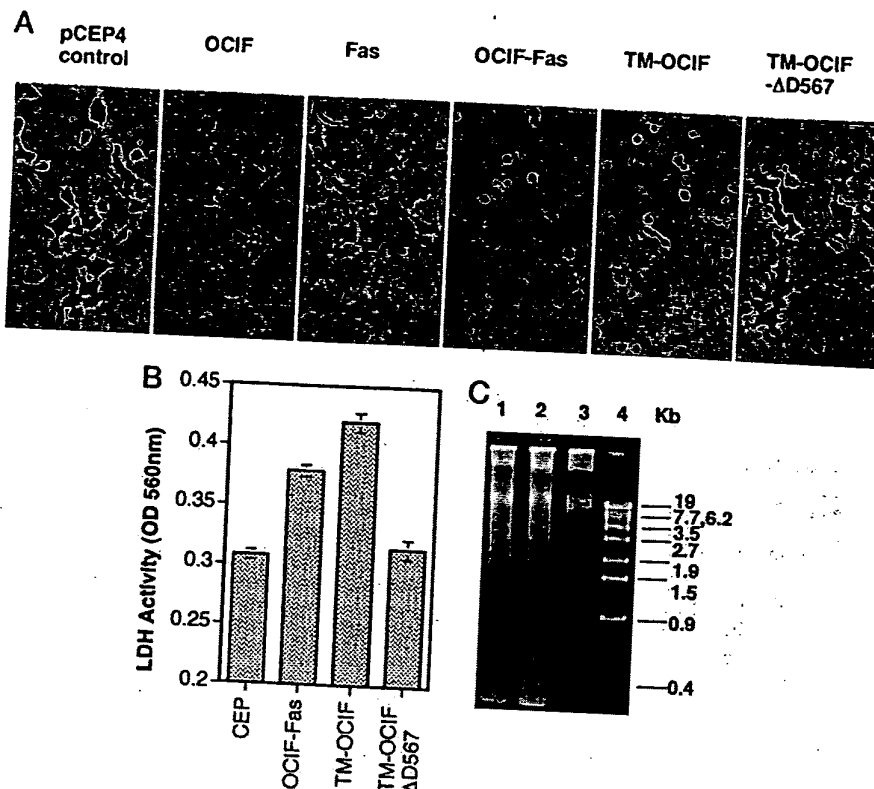 A
pCEP4
control
OCIF
Fas
OCIF-Fas
TM-OCIF
TM-OCIF
-ΔD567
B
0.45
0.4
0.35
0.3
0.25
0.2
LDH Activity (OD 560nm)
CEP
OCIF-Fas
TM-OCIF
TM-OCIF
ΔD567
C
1 2 3 4 Kb
19
7.7,6.2
3.5
2.7
1.9
1.5
0.9
0.4